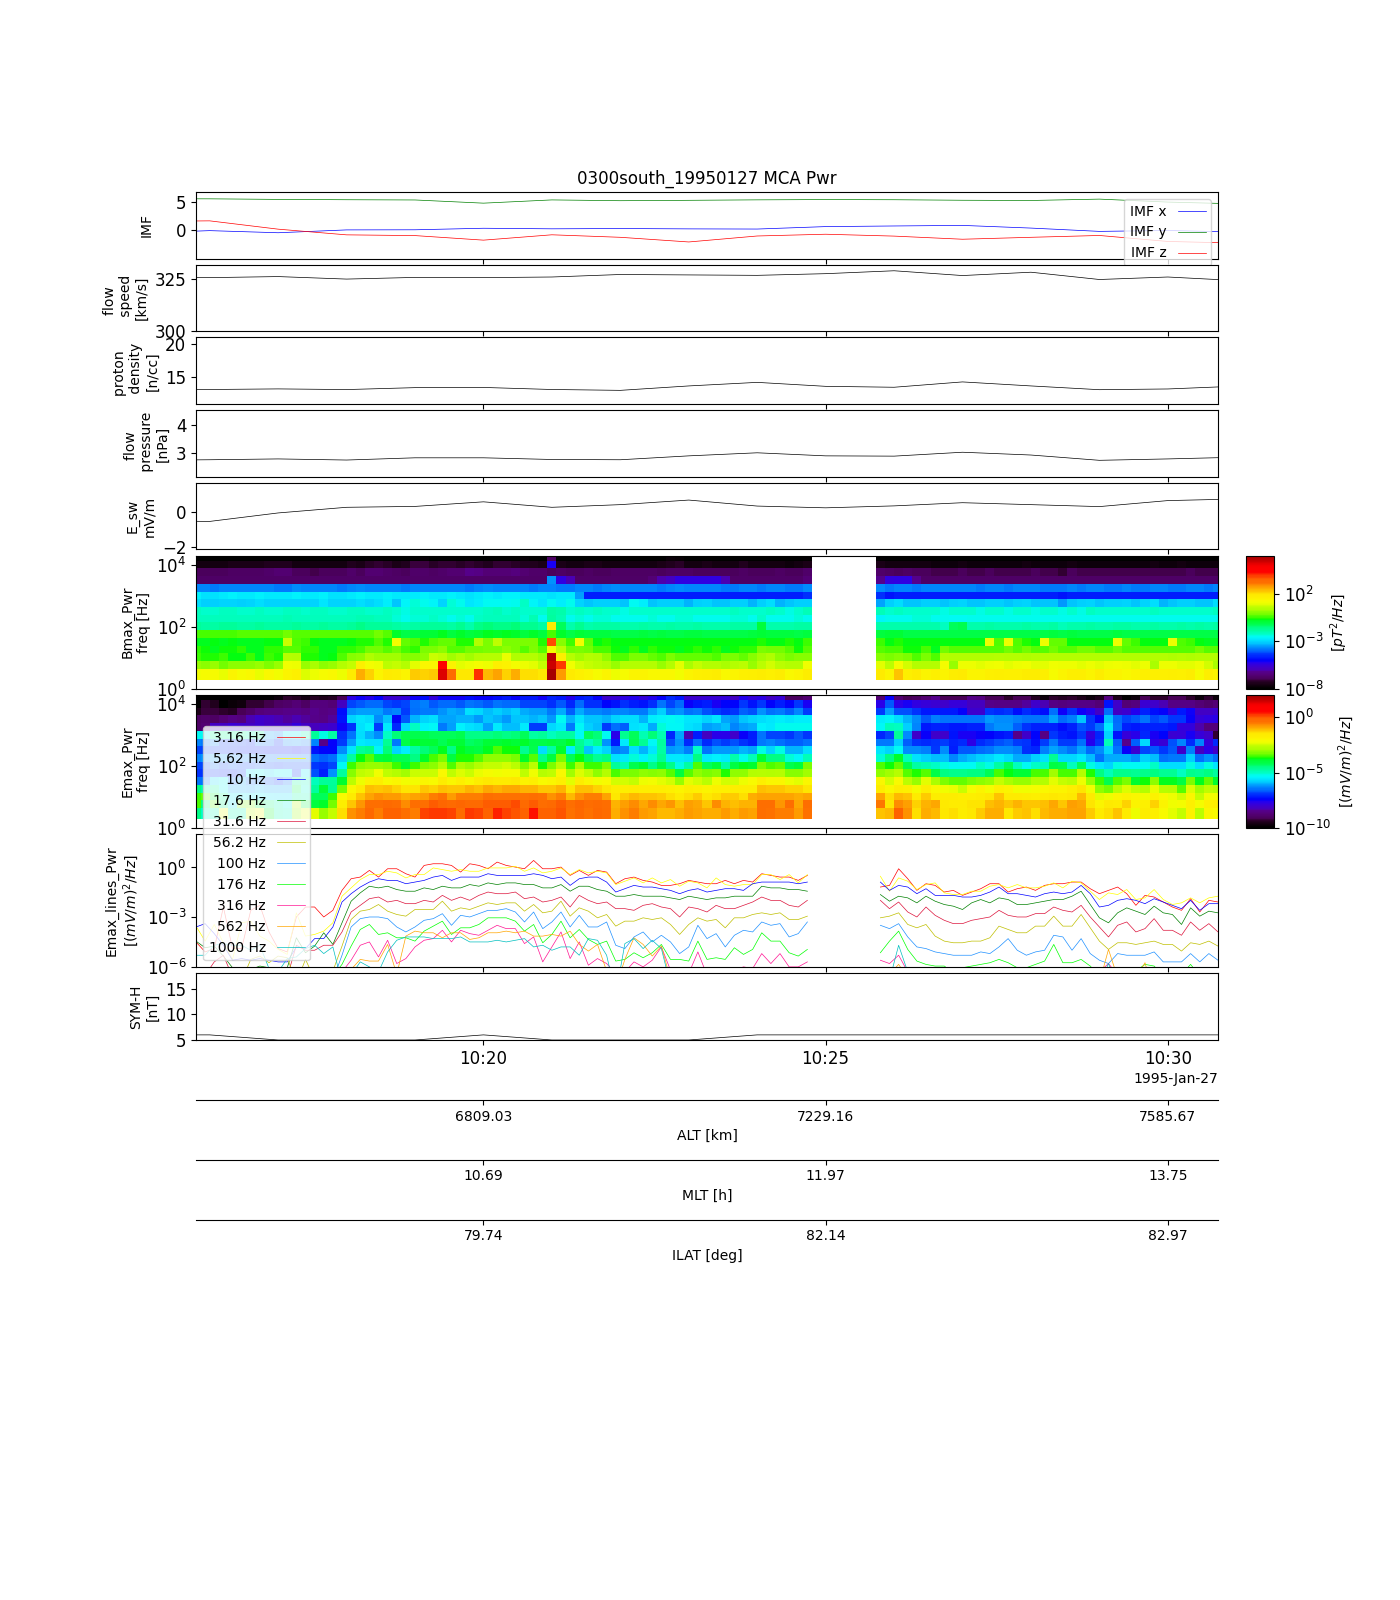 0300south_19950127 MCA Pwr
IMF
5
0
IMF x
IMF y
IMF z
flow
speed
[km/s]
325
300
proton
density
[n/cc]
20
15
flow
pressure
[nPa]
4
3
E_sw
mV/m
0
−2
Bmax_Pwr
freq [Hz]
10^4
10^2
10^0
10^2
10^−3
10^−8
[pT^2/Hz]
Emax_Pwr
freq [Hz]
10^4
10^2
10^0
10^0
10^−5
10^−10
[(mV/m)^2/Hz]
3.16 Hz
5.62 Hz
10 Hz
17.6 Hz
31.6 Hz
56.2 Hz
100 Hz
176 Hz
316 Hz
562 Hz
1000 Hz
Emax_lines_Pwr
[(mV/m)^2/Hz]
10^0
10^−3
10^−6
SYM-H
[nT]
15
10
5
10:20 10:25 10:30
1995-Jan-27
6809.03 7229.16 7585.67
ALT [km]
10.69 11.97 13.75
MLT [h]
79.74 82.14 82.97
ILAT [deg]